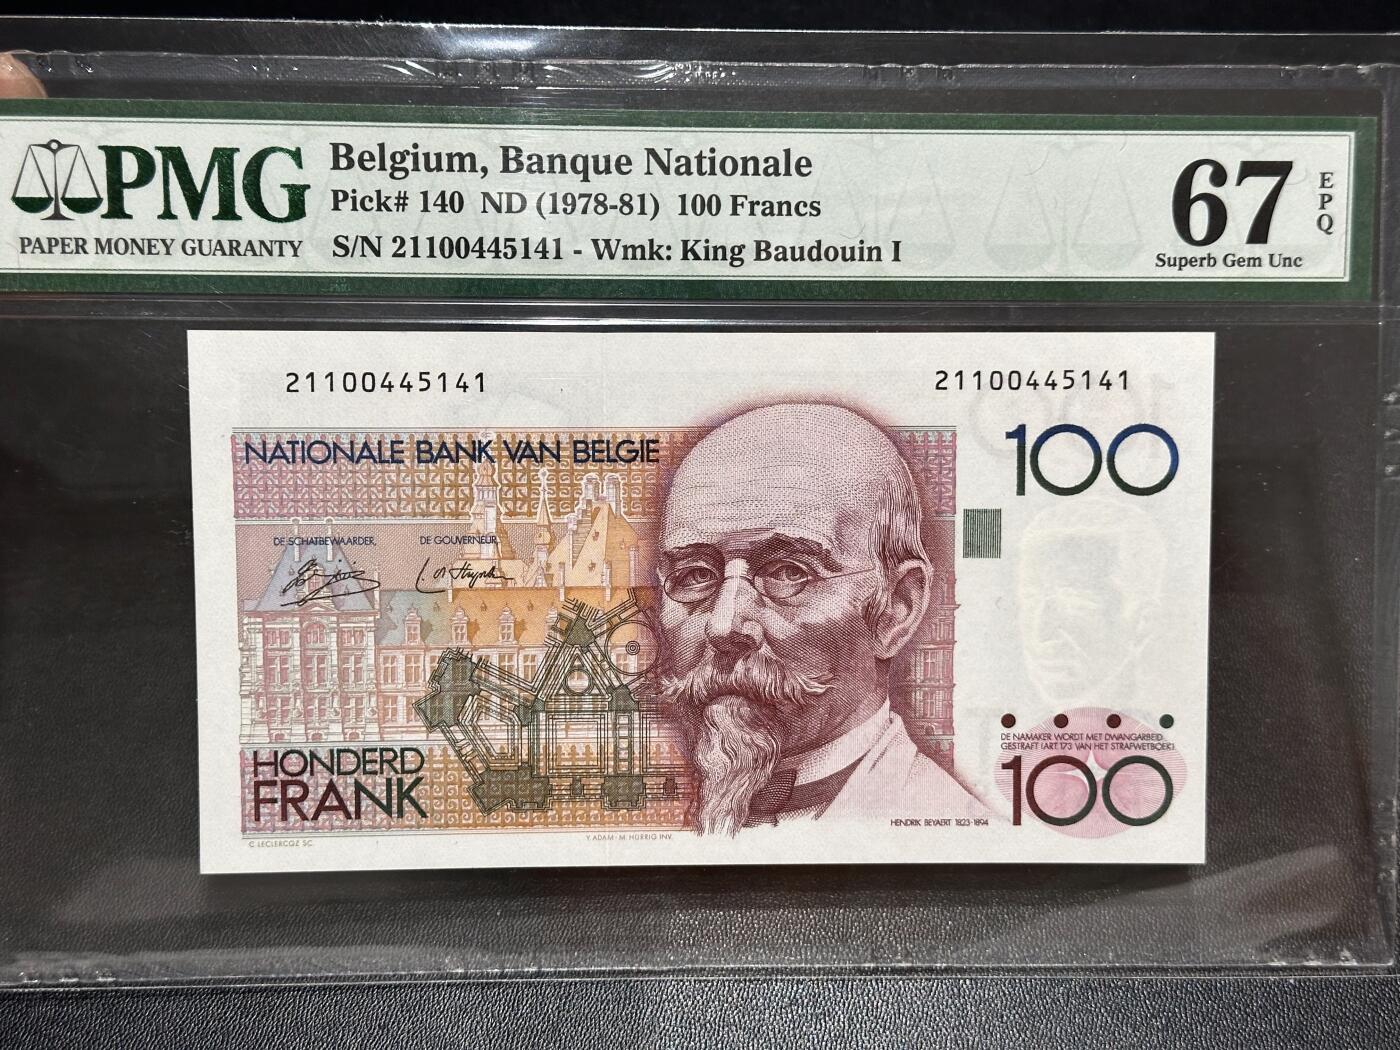 PMG
PAPER MONEY GUARANTY
Belgium, Banque Nationale
Pick# 140 ND (1978-81) 100 Francs
S/N 21100445141 - Wmk: King Baudouin I
67
EPQ
Superb Gem Unc
21100445141
21100445141
NATIONALE BANK VAN BELGIE
100
DE SCHATBEWAARDER,
DE GOUVERNEUR,
DE NAMAKER WORDT MET DWANGARBEID
GESTRAFT (ART 173 VAN HET STRAFWETBOEK)
HONDERD
FRANK
100
HENDRIK BEYAERT 1823-1894
C LECLERCQZ SC.
Y. ADAM - M. HURRIG INV.